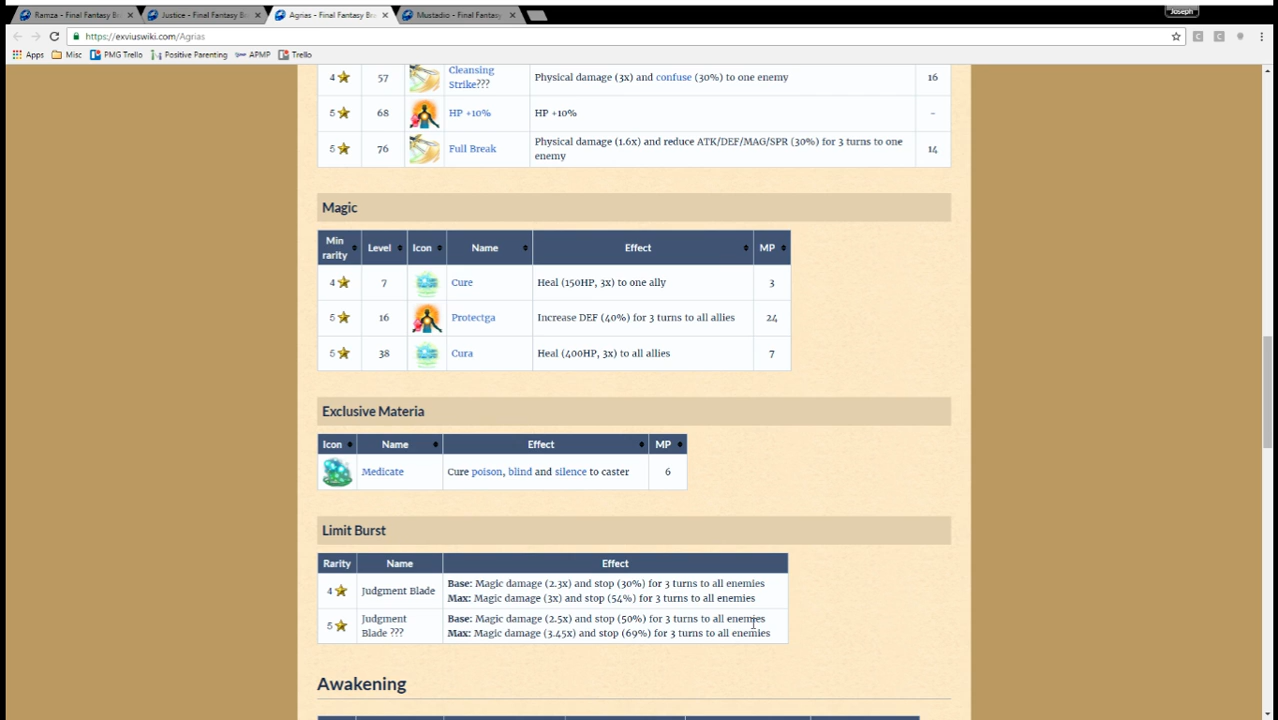 Ramza - Final Fantasy Br
Justice - Final Fantasy Br
Agrias - Final Fantasy Bre
Mustadio - Final Fantasy
Joseph
https://exviuswiki.com/Agrias
Apps Misc PMG Trello Positive Parenting APMP Trello
4 57 Cleansing Strike??? Physical damage (3x) and confuse (30%) to one enemy 16
5 68 HP +10% HP +10% -
5 76 Full Break Physical damage (1.6x) and reduce ATK/DEF/MAG/SPR (30%) for 3 turns to one
enemy 14
Magic
Min rarity Level Icon Name Effect MP
4 7 Cure Heal (150HP, 3x) to one ally 3
5 16 Protectga Increase DEF (40%) for 3 turns to all allies 24
5 38 Cura Heal (400HP, 3x) to all allies 7
Exclusive Materia
Icon Name Effect MP
Medicate Cure poison, blind and silence to caster 6
Limit Burst
Rarity Name Effect
4 Judgment Blade Base: Magic damage (2.3x) and stop (30%) for 3 turns to all enemies
Max: Magic damage (3x) and stop (54%) for 3 turns to all enemies
5 Judgment Blade ??? Base: Magic damage (2.5x) and stop (50%) for 3 turns to all enemies
Max: Magic damage (3.45x) and stop (69%) for 3 turns to all enemies
Awakening